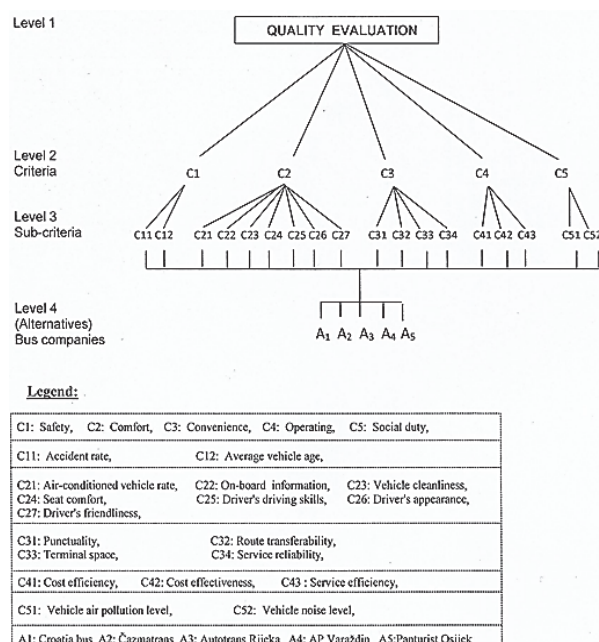 Level 1
QUALITY EVALUATION
Level 2
Criteria
C1 C2 C3 C4 C5
Level 3
Sub-criteria
C11 C12 C21 C22 C23 C24 C25 C26 C27 C31 C32 C33 C34 C41 C42 C43 C51 C52
Level 4
(Alternatives)
Bus companies
A1 A2 A3 A4 A5
Legend:
C1: Safety, C2: Comfort, C3: Convenience, C4: Operating, C5: Social duty,
C11: Accident rate, C12: Average vehicle age,
C21: Air-conditioned vehicle rate, C22: On-board information, C23: Vehicle cleanliness,
C24: Seat comfort, C25: Driver's driving skills, C26: Driver's appearance,
C27: Driver's friendliness,
C31: Punctuality, C32: Route transferability,
C33: Terminal space, C34: Service reliability,
C41: Cost efficiency, C42: Cost effectiveness, C43 : Service efficiency,
C51: Vehicle air pollution level, C52: Vehicle noise level,
A1: Croatia bus, A2: Čazmatrans, A3: Autotrans Rijeka, A4: AP Varaždin, A5:Panturist Osijek